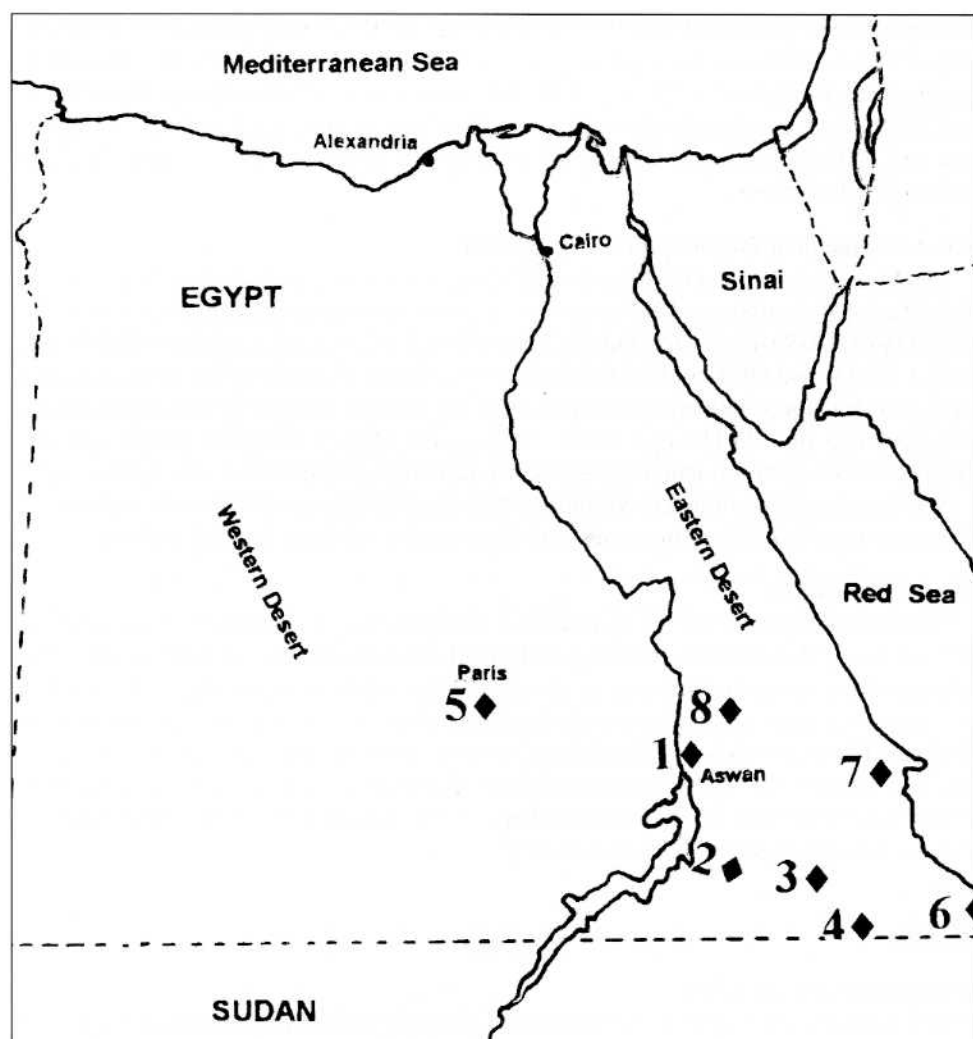 Mediterranean Sea
Alexandria
Cairo
Sinai
EGYPT
Western Desert
Eastern Desert
Red Sea
Paris
5
8
1
Aswan
7
2
3
4
6
SUDAN